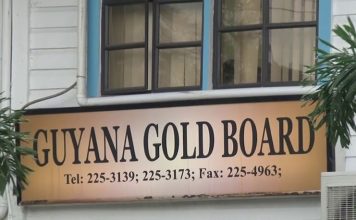 GUYANA GOLD BOARD
Tel: 225-3139; 225-3173; Fax: 225-4963;